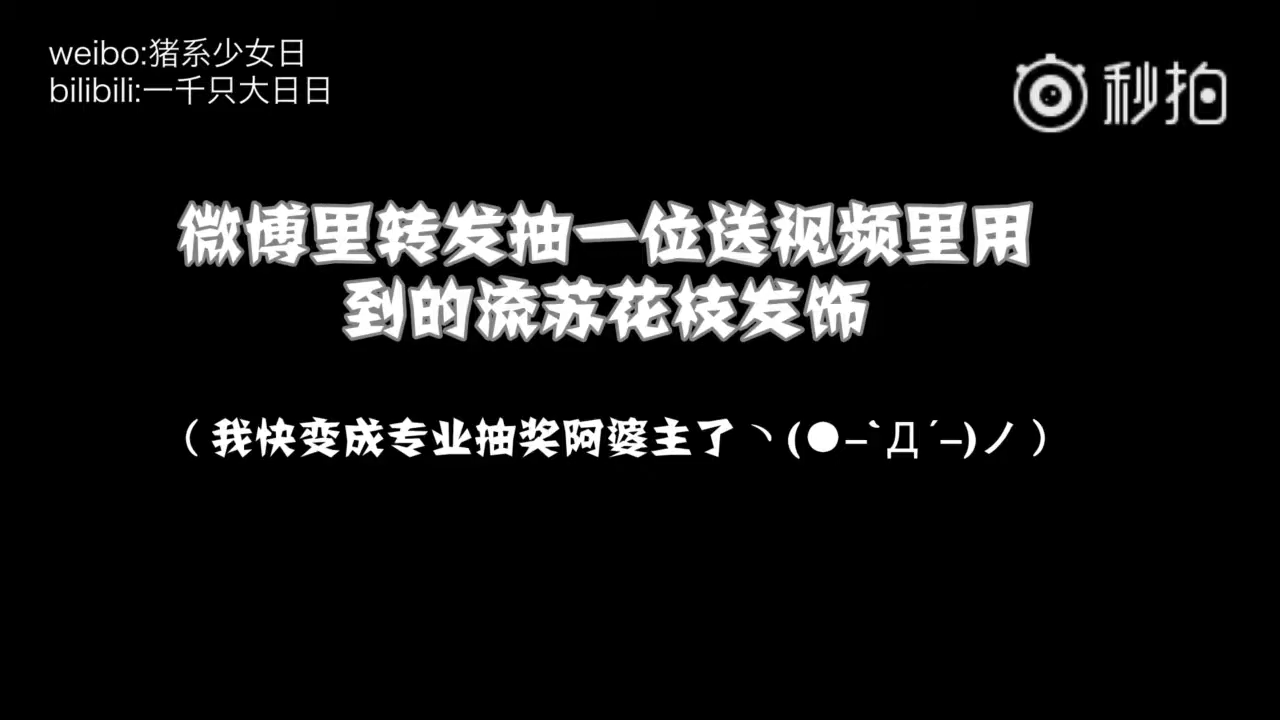 weibo:猪系少女日
bilibili:一千只大日日
秒拍
微博里转发抽一位送视频里用
到的流苏花枝发饰
（我快变成专业抽奖阿婆主了ヽ(●-`Д´-)ノ）